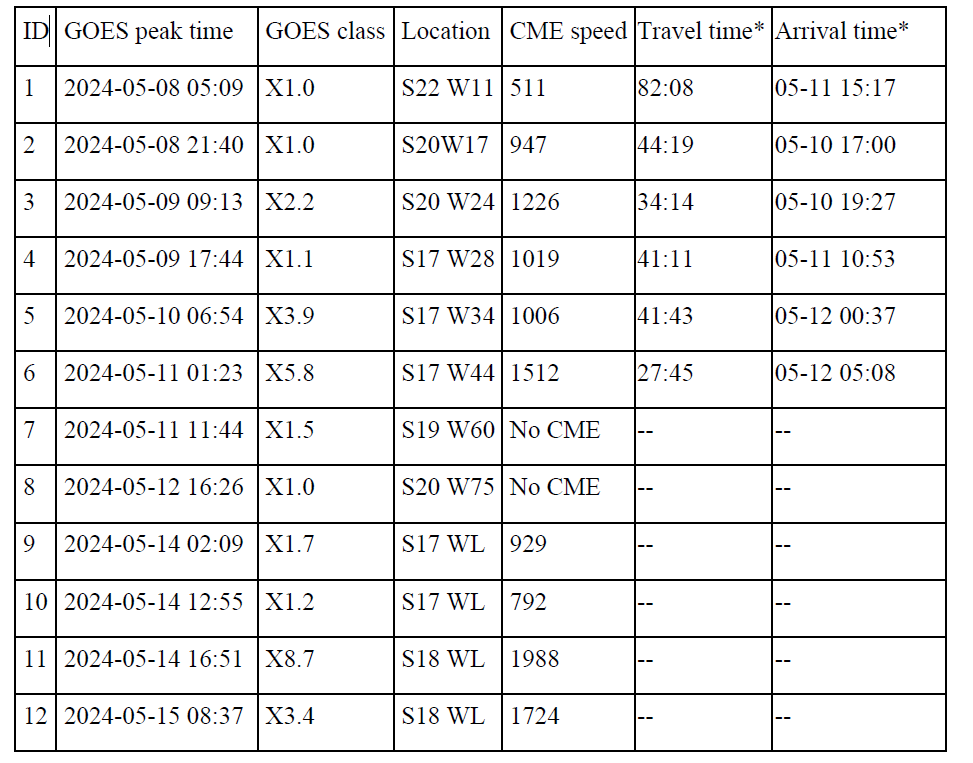 ID GOES peak time GOES class Location CME speed Travel time* Arrival time*
1 2024-05-08 05:09 X1.0 S22 W11 511 82:08 05-11 15:17
2 2024-05-08 21:40 X1.0 S20W17 947 44:19 05-10 17:00
3 2024-05-09 09:13 X2.2 S20 W24 1226 34:14 05-10 19:27
4 2024-05-09 17:44 X1.1 S17 W28 1019 41:11 05-11 10:53
5 2024-05-10 06:54 X3.9 S17 W34 1006 41:43 05-12 00:37
6 2024-05-11 01:23 X5.8 S17 W44 1512 27:45 05-12 05:08
7 2024-05-11 11:44 X1.5 S19 W60 No CME -- --
8 2024-05-12 16:26 X1.0 S20 W75 No CME -- --
9 2024-05-14 02:09 X1.7 S17 WL 929 -- --
10 2024-05-14 12:55 X1.2 S17 WL 792 -- --
11 2024-05-14 16:51 X8.7 S18 WL 1988 -- --
12 2024-05-15 08:37 X3.4 S18 WL 1724 -- --